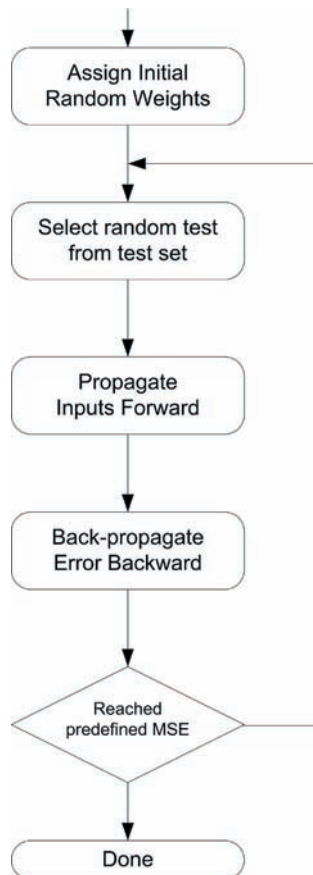 Assign Initial
Random Weights
Select random test
from test set
Propagate
Inputs Forward
Back-propagate
Error Backward
Reached
predefined MSE
Done